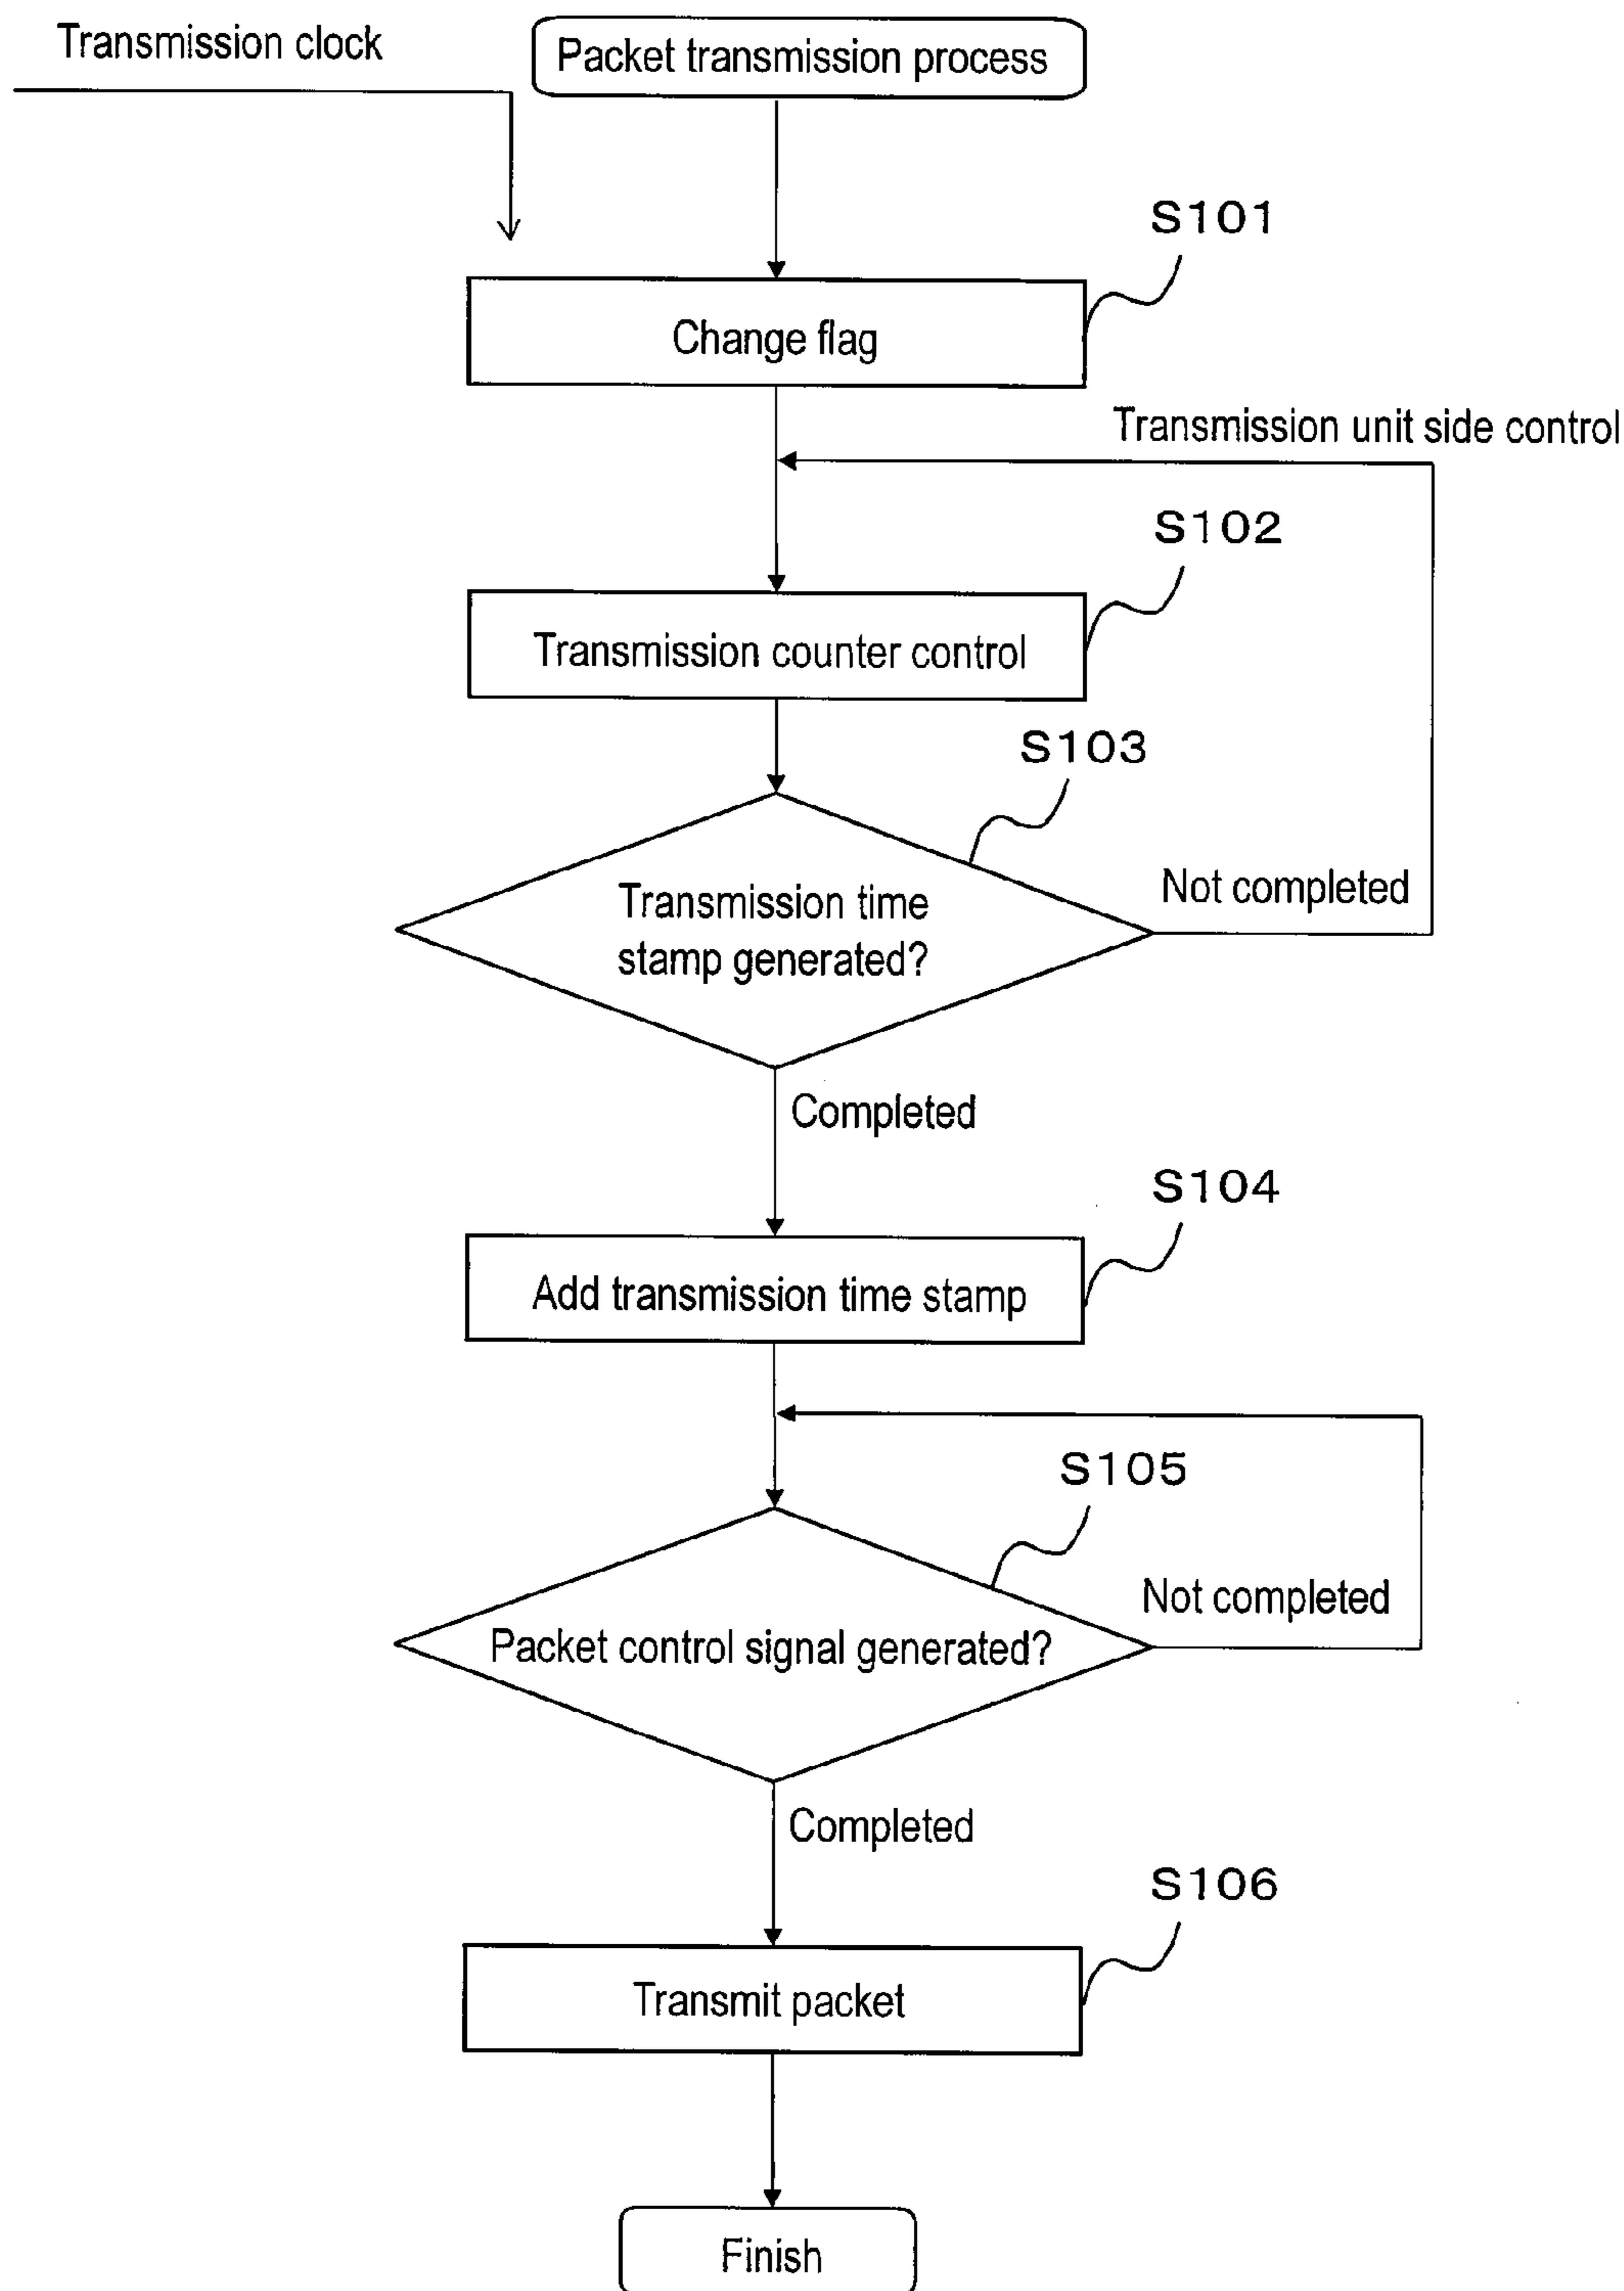 Transmission clock
Packet transmission process
S101
Change flag
Transmission unit side control
S102
Transmission counter control
S103
Transmission time
stamp generated?
Not completed
Completed
S104
Add transmission time stamp
S105
Packet control signal generated?
Not completed
Completed
S106
Transmit packet
Finish